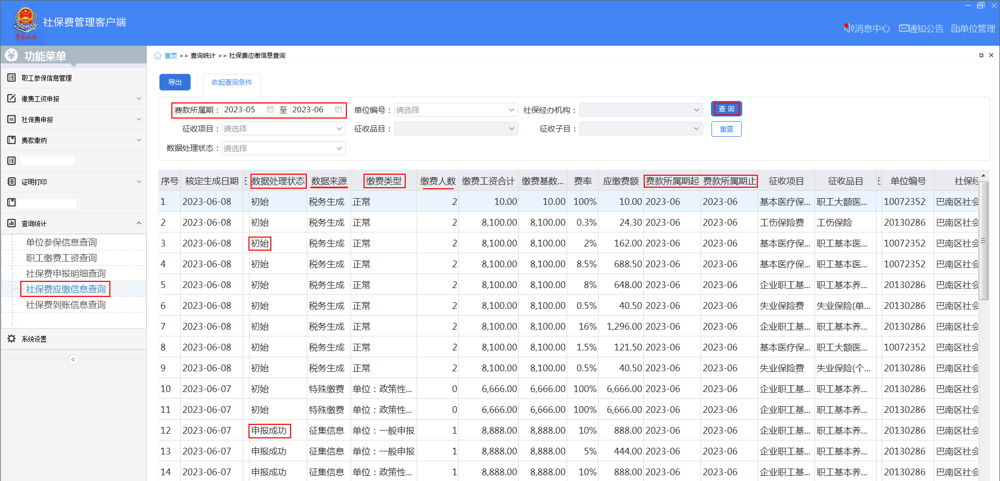 社保费管理客户端
消息中心 通知公告 单位管理
功能菜单
首页 >> 查询统计 >> 社保费应缴信息查询
职工参保信息管理
缴费工资申报
社保费申报
费款缴纳
证明打印
查询统计
单位参保信息查询
职工缴费工资查询
社保费申报明细查询
社保费应缴信息查询
社保费到账信息查询
系统设置
导出 收起查询条件
费款所属期： 2023-05 至 2023-06 单位编号： 请选择 社保经办机构： 查 询
征收项目： 请选择 征收品目： 征收子目： 重置
数据处理状态： 请选择
序号 核定生成日期 数据处理状态 数据来源 缴费类型 缴费人数 缴费工资合计 缴费基数... 费率 应缴费额 费款所属期起 费款所属期止 征收项目 征收品目 单位编号 社保经
1 2023-06-08 初始 税务生成 正常 2 10.00 10.00 100% 10.00 2023-06 2023-06 基本医疗保... 职工大额医... 10072352 巴南区社会
2 2023-06-08 初始 税务生成 正常 2 8,100.00 8,100.00 0.3% 24.30 2023-06 2023-06 工伤保险费 工伤保险 20130286 巴南区社会
3 2023-06-08 初始 税务生成 正常 2 8,100.00 8,100.00 2% 162.00 2023-06 2023-06 基本医疗保... 职工基本医... 10072352 巴南区社会
4 2023-06-08 初始 税务生成 正常 2 8,100.00 8,100.00 8.5% 688.50 2023-06 2023-06 基本医疗保... 职工基本医... 10072352 巴南区社会
5 2023-06-08 初始 税务生成 正常 2 8,100.00 8,100.00 8% 648.00 2023-06 2023-06 企业职工基... 职工基本养... 20130286 巴南区社会
6 2023-06-08 初始 税务生成 正常 2 8,100.00 8,100.00 0.5% 40.50 2023-06 2023-06 失业保险费 失业保险(单... 20130286 巴南区社会
7 2023-06-08 初始 税务生成 正常 2 8,100.00 8,100.00 16% 1,296.00 2023-06 2023-06 企业职工基... 职工基本养... 20130286 巴南区社会
8 2023-06-08 初始 税务生成 正常 2 8,100.00 8,100.00 1.5% 121.50 2023-06 2023-06 基本医疗保... 职工大额医... 10072352 巴南区社会
9 2023-06-08 初始 税务生成 正常 2 8,100.00 8,100.00 0.5% 40.50 2023-06 2023-06 失业保险费 失业保险(个... 20130286 巴南区社会
10 2023-06-07 初始 特殊缴费 单位：政策性... 0 6,666.00 6,666.00 100% 6,666.00 2023-06 2023-06 企业职工基... 职工基本养... 20130286 巴南区社会
11 2023-06-07 初始 特殊缴费 单位：政策性... 0 6,666.00 6,666.00 100% 6,666.00 2023-06 2023-06 企业职工基... 职工基本养... 20130286 巴南区社会
12 2023-06-07 申报成功 征集信息 单位：一般申报 1 8,888.00 8,888.00 10% 888.00 2023-06 2023-06 企业职工基... 职工基本养... 20130286 巴南区社会
13 2023-06-07 申报成功 征集信息 单位：一般申报 1 8,888.00 8,888.00 5% 444.00 2023-06 2023-06 企业职工基... 职工基本养... 20130286 巴南区社会
14 2023-06-07 申报成功 征集信息 单位：政策性... 1 8,888.00 8,888.00 10% 888.00 2023-06 2023-06 企业职工基... 职工基本养... 20130286 巴南区社会